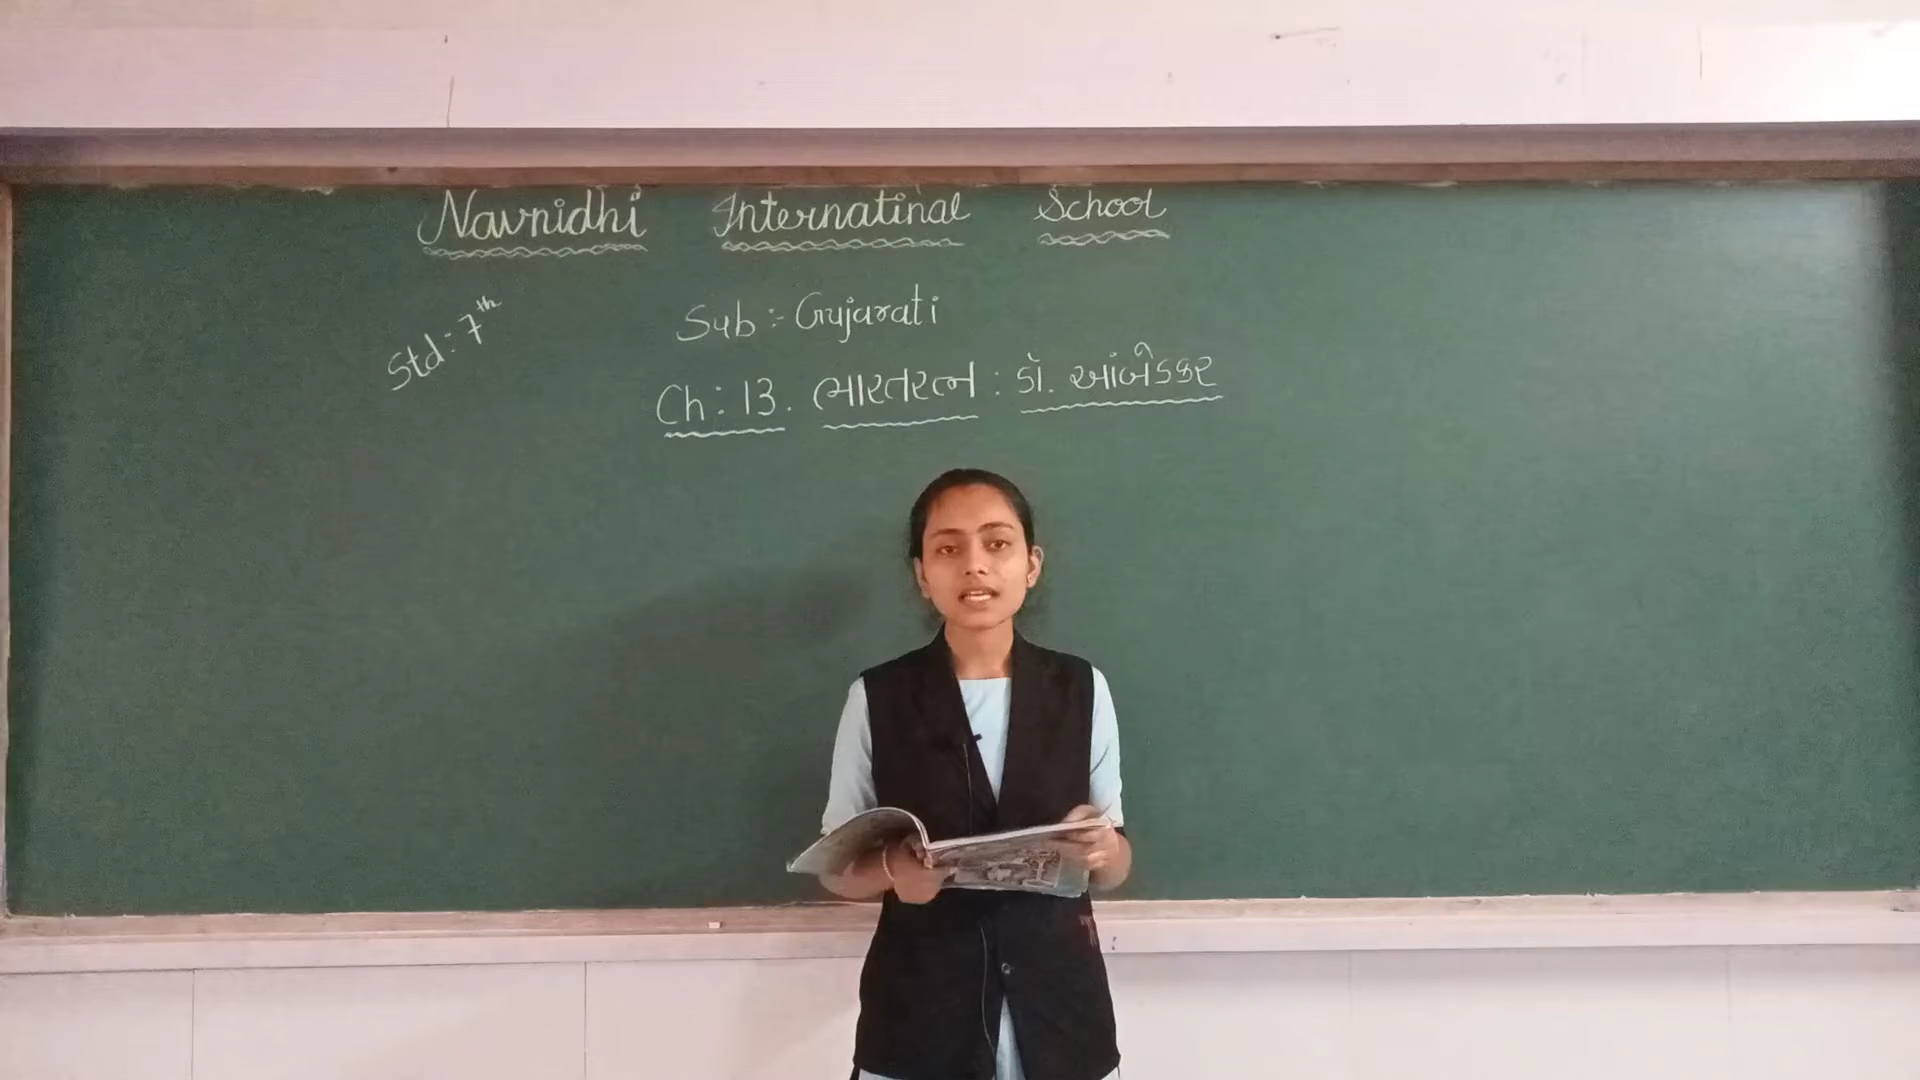 Navnidhi Internatinal School
Std: 7th
Sub :- Gujarati
Ch: 13. ભારતરત્ન : ડૉ. આંબેડકર